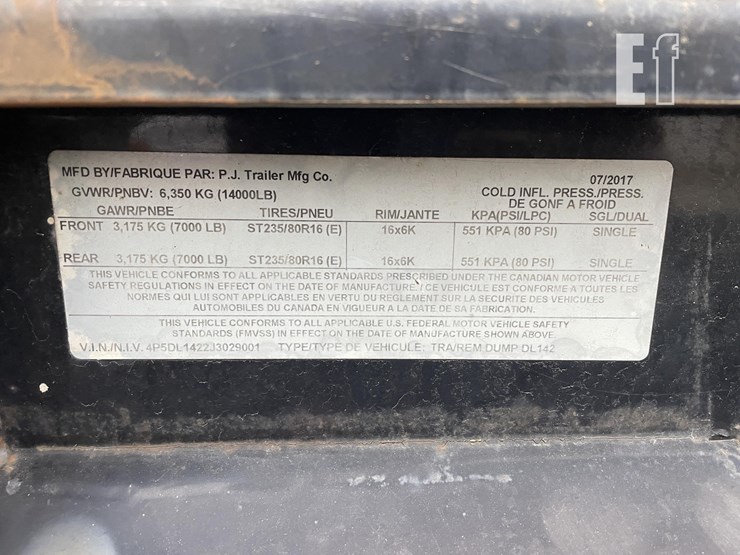 Ef
MFD BY/FABRIQUE PAR: P.J. Trailer Mfg Co. 07/2017
GVWR/PNBV: 6,350 KG (14000LB) COLD INFL. PRESS./PRESS.
DE GONF A FROID
GAWR/PNBE TIRES/PNEU RIM/JANTE KPA(PSI/LPC) SGL/DUAL
FRONT 3,175 KG (7000 LB) ST235/80R16 (E) 16x6K 551 KPA (80 PSI) SINGLE
REAR 3,175 KG (7000 LB) ST235/80R16 (E) 16x6K 551 KPA (80 PSI) SINGLE
THIS VEHICLE CONFORMS TO ALL APPLICABLE STANDARDS PRESCRIBED UNDER THE CANADIAN MOTOR VEHICLE
SAFETY REGULATIONS IN EFFECT ON THE DATE OF MANUFACTURE / CE VEHICULE EST CONFORME A TOUTES LES
NORMES QUI LUI SONT APPLICABLES EN VERTU DU REGLEMENT SUR LA SECURITE DES VEHICULES
AUTOMOBILES DU CANADA EN VIGUEUR A LA DATE DE SA FABRICATION.
THIS VEHICLE CONFORMS TO ALL APPLICABLE U.S. FEDERAL MOTOR VEHICLE SAFETY
STANDARDS (FMVSS) IN EFFECT ON THE DATE OF MANUFACTURE SHOWN ABOVE.
V.I.N./N.I.V. 4P5DL1422J3029001 TYPE/TYPE DE VEHICULE: TRA/REM DUMP DL142